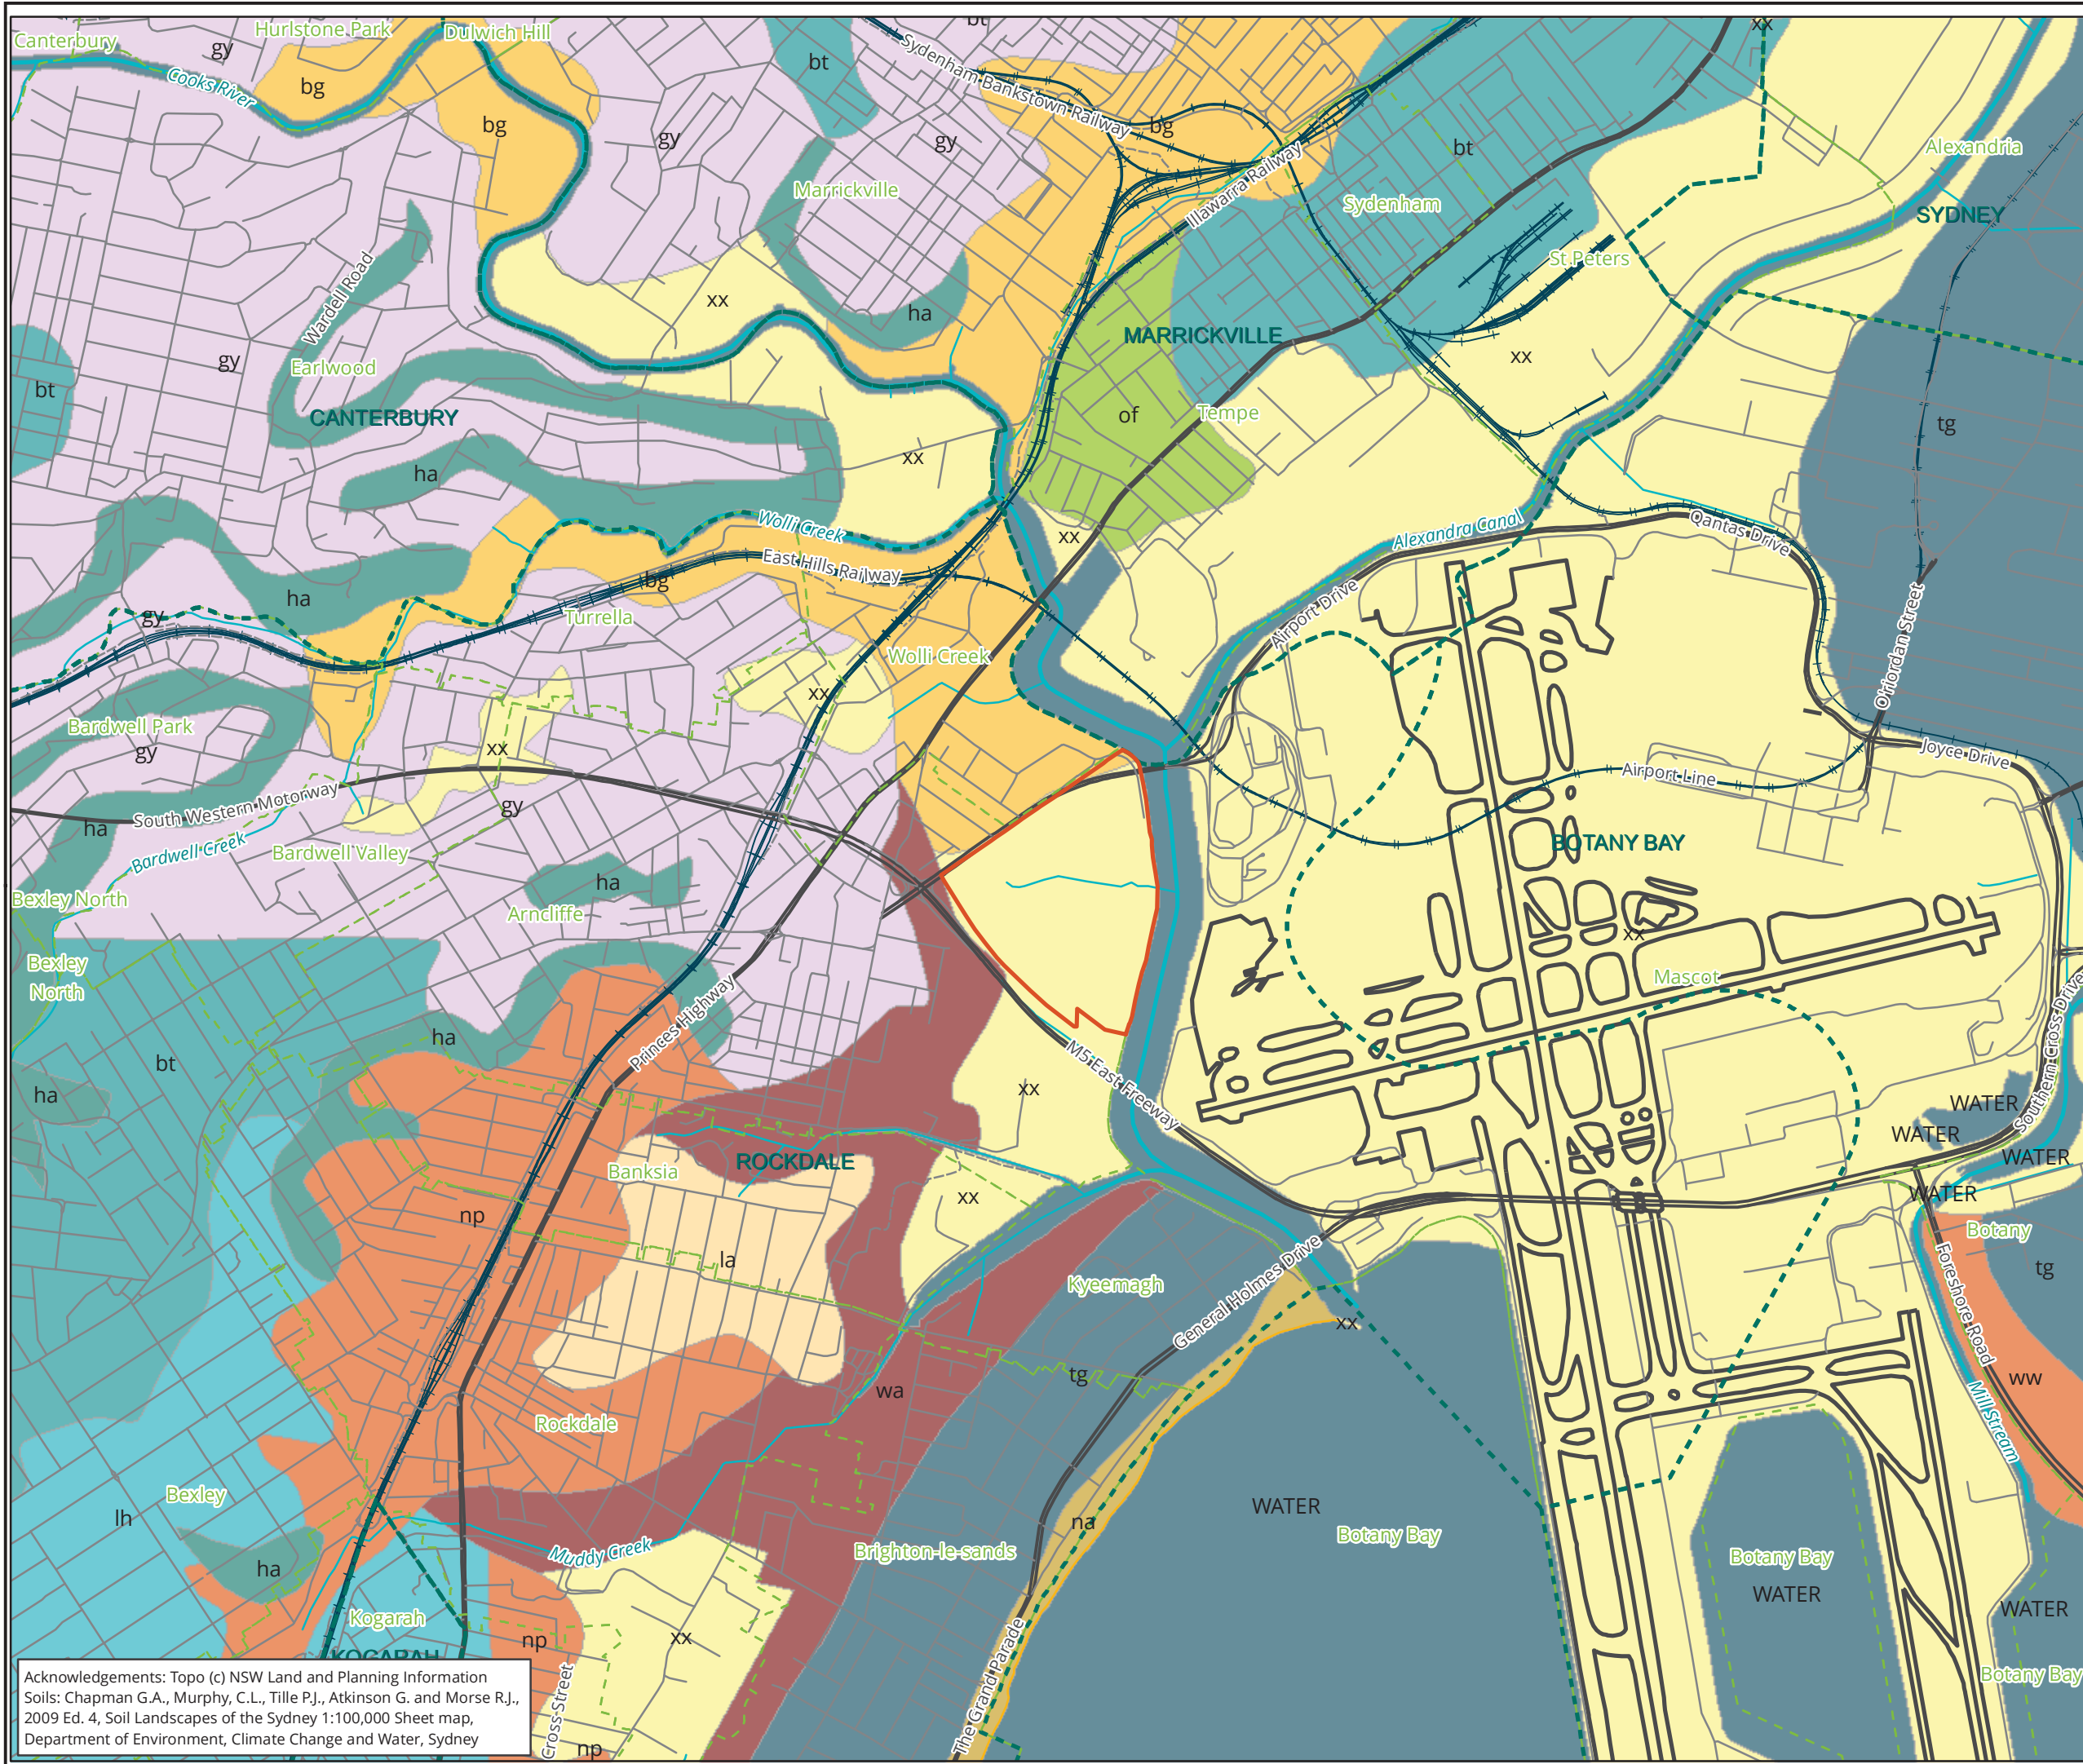 bt
xx
Hurlstone Park
Dulwich Hill
Canterbury
gy
Sydenham Bankstown Railway
bt
Cooks River
bg
bg
bg
gy
gy
bt
Alexandria
Illawarra Railway
Marrickville
Sydenham
SYDNEY
Wardell Road
St Peters
xx
ha
MARRICKVILLE
xx
gy
Earlwood
bt
CANTERBURY
of
Tempe
tg
xx
ha
Wolli Creek
Alexandra Canal
Qantas Drive
xx
East Hills Railway
bg
ha
gy
Turrella
Airport Drive
O'riordan Street
Wolli Creek
xx
Bardwell Park
gy
xx
Joyce Drive
Airport Line
South Western Motorway
gy
ha
Bardwell Creek
Bardwell Valley
BOTANY BAY
ha
Bexley North
Arncliffe
xx
Bexley
North
Mascot
Princes Highway
Southern Cross Drive
ha
bt
M5 East Freeway
ha
xx
WATER
WATER
WATER
ROCKDALE
Banksia
xx
WATER
np
Botany
la
Kyeemagh
General Holmes Drive
tg
Foreshore Road
xx
tg
wa
ww
Rockdale
Mill Stream
Bexley
lh
WATER
na
Botany Bay
Muddy Creek
Brighton-le-sands
Botany Bay
ha
WATER
WATER
Kogarah
np
xx
KOGARAH
The Grand Parade
Botany Bay
Cross Street
np
Acknowledgements: Topo (c) NSW Land and Planning Information
Soils: Chapman G.A., Murphy, C.L., Tille P.J., Atkinson G. and Morse R.J.,
2009 Ed. 4, Soil Landscapes of the Sydney 1:100,000 Sheet map,
Department of Environment, Climate Change and Water, Sydney